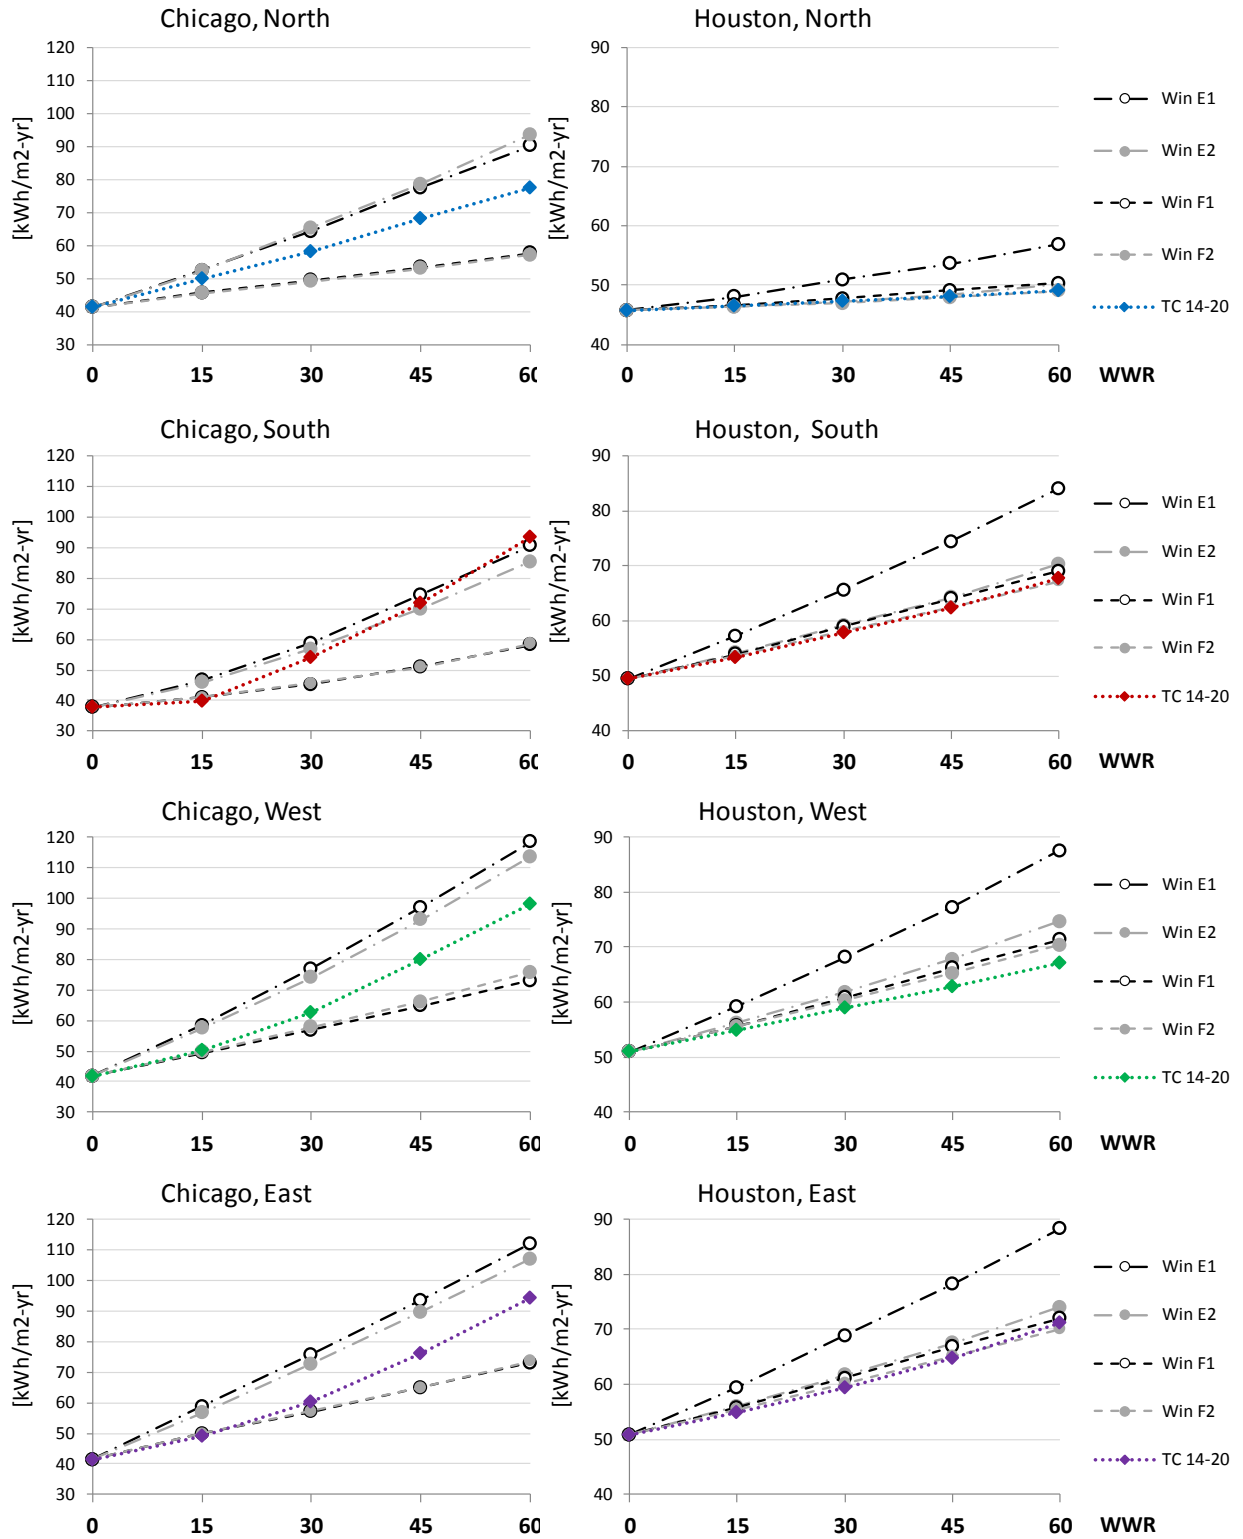 Chicago, North
Houston, North
120
110
100
90
80
70
60
50
40
30
[kWh/m2-yr]
0 15 30 45 60
90
80
70
60
50
40
[kWh/m2-yr]
0 15 30 45 60 WWR
Win E1
Win E2
Win F1
Win F2
TC 14-20
Chicago, South
Houston, South
120
110
100
90
80
70
60
50
40
30
[kWh/m2-yr]
0 15 30 45 60
90
80
70
60
50
40
[kWh/m2-yr]
0 15 30 45 60 WWR
Win E1
Win E2
Win F1
Win F2
TC 14-20
Chicago, West
Houston, West
120
110
100
90
80
70
60
50
40
30
[kWh/m2-yr]
0 15 30 45 60
90
80
70
60
50
40
[kWh/m2-yr]
0 15 30 45 60 WWR
Win E1
Win E2
Win F1
Win F2
TC 14-20
Chicago, East
Houston, East
120
110
100
90
80
70
60
50
40
30
[kWh/m2-yr]
0 15 30 45 60
90
80
70
60
50
40
[kWh/m2-yr]
0 15 30 45 60 WWR
Win E1
Win E2
Win F1
Win F2
TC 14-20